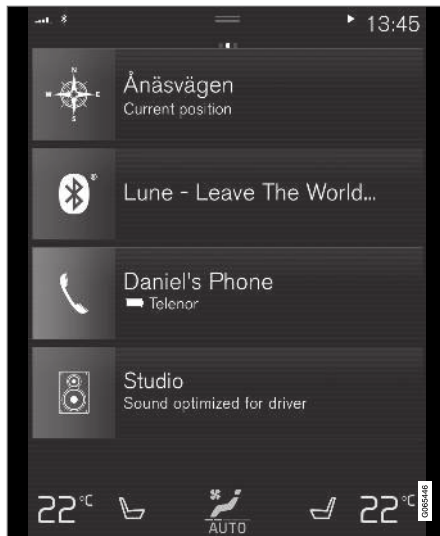 13:45
N
W
E
S
Ånäsvägen
Current position
®
Lune - Leave The World...
Daniel's Phone
Telenor
Studio
Sound optimized for driver
22°C
AUTO
22°C
G065446